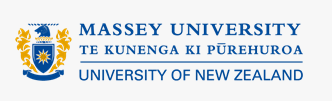 MASSEY UNIVERSITY
TE KUNENGA KI PŪREHUROA
UNIVERSITY OF NEW ZEALAND